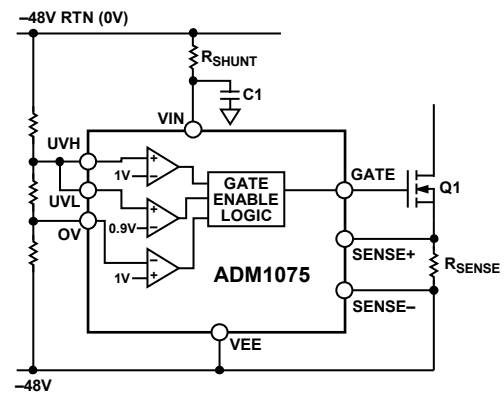 –48V RTN (0V)
RSHUNT
C1
VIN
UVH
1V
GATE
ENABLE
LOGIC
GATE
Q1
UVL
0.9V
OV
SENSE+
1V
ADM1075
RSENSE
SENSE–
VEE
–48V
+
–
+
–
–
+